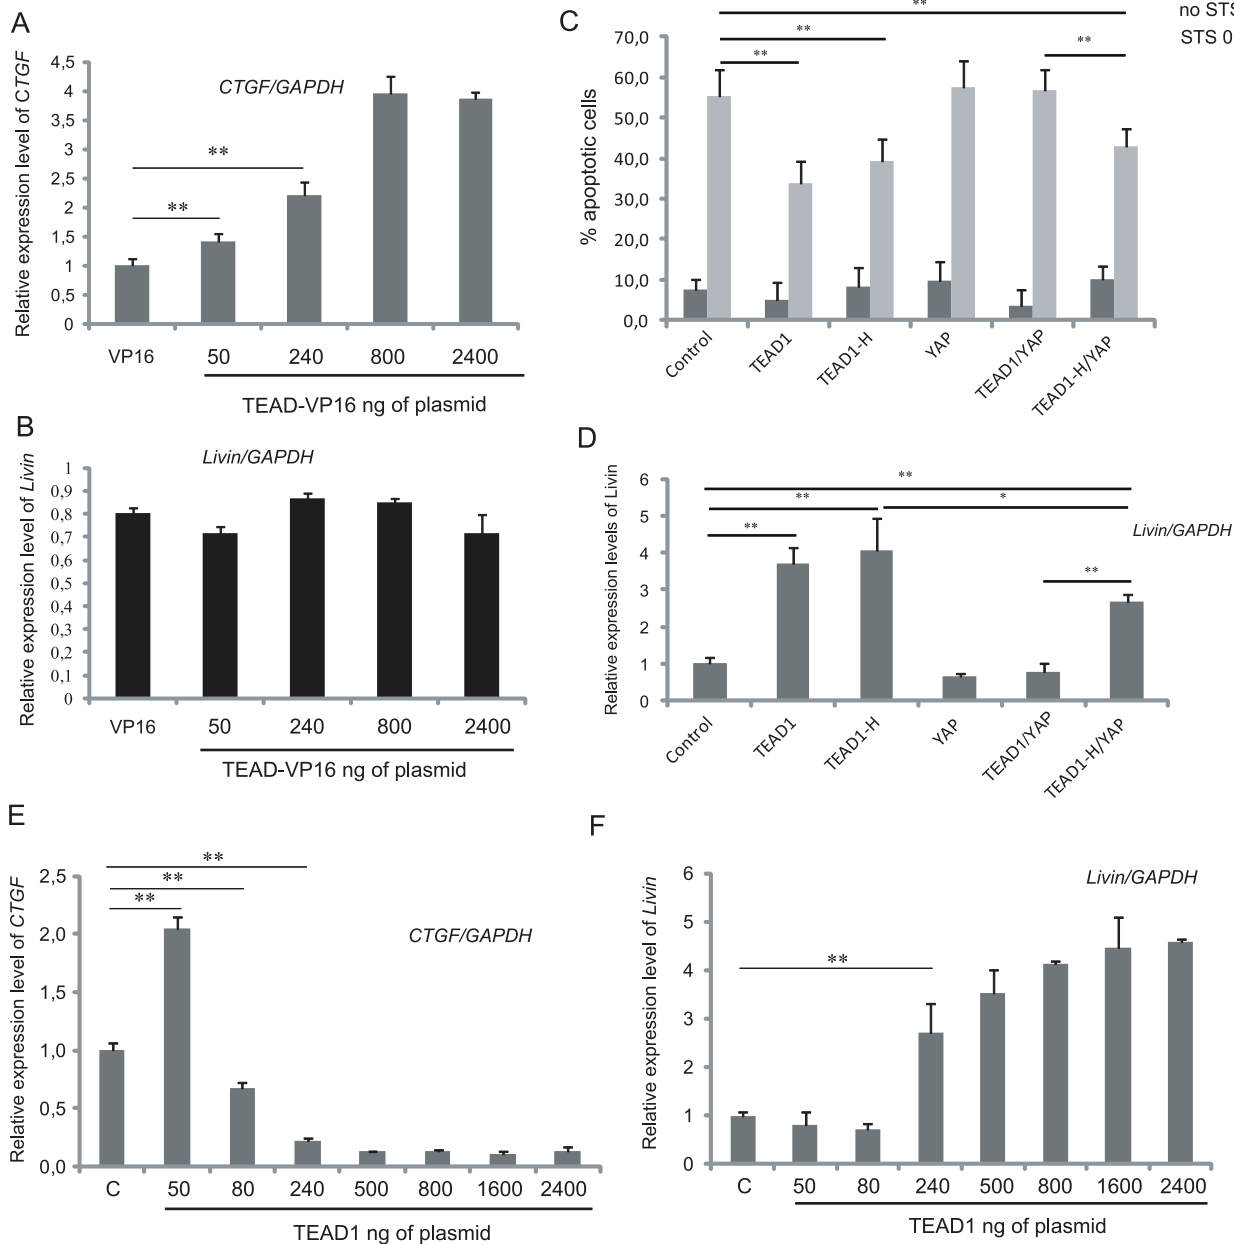 A
Relative expression level of CTGF
CTGF/GAPDH
4,5
4
3,5
3
2,5
2
1,5
1
0,5
0
**
**
VP16 50 240 800 2400
TEAD-VP16 ng of plasmid
B
Relative expression level of Livin
Livin/GAPDH
1
0,9
0,8
0,7
0,6
0,5
0,4
0,3
0,2
0,1
0
VP16 50 240 800 2400
TEAD-VP16 ng of plasmid
C
no STS
STS 0
% apoptotic cells
70,0
60,0
50,0
40,0
30,0
20,0
10,0
0,0
**
**
**
**
Control TEAD1 TEAD1-H YAP TEAD1/YAP TEAD1-H/YAP
D
Relative expression levels of Livin
Livin/GAPDH
6
5
4
3
2
1
0
**
** *
**
**
Control TEAD1 TEAD1-H YAP TEAD1/YAP TEAD1-H/YAP
E
Relative expression level of CTGF
CTGF/GAPDH
2,5
2,0
1,5
1,0
0,5
0,0
**
**
**
C 50 80 240 500 800 1600 2400
TEAD1 ng of plasmid
F
Relative expression level of Livin
Livin/GAPDH
6
5
4
3
2
1
0
**
C 50 80 240 500 800 1600 2400
TEAD1 ng of plasmid